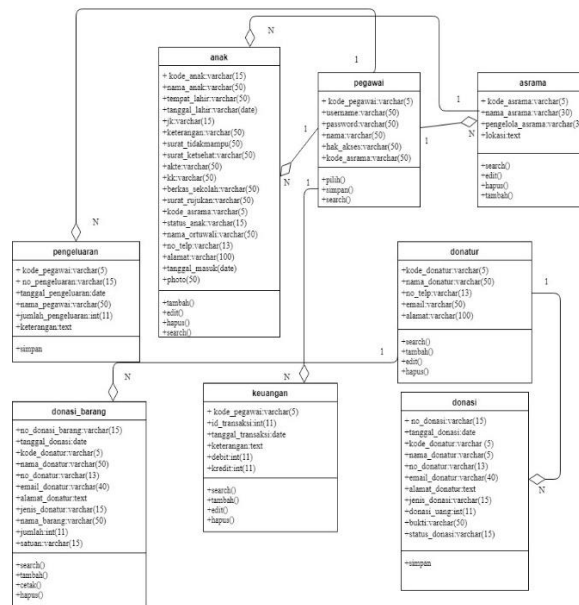 N
1
1
anak
+ kode_anak:varchar(15)
+nama_anak:varchar(50)
+tempat_lahir:varchar(50)
+tanggal_lahir:varchar(date)
+jk:varchar(15)
+keterangan:varchar(50)
+surat_tidakmampu(50)
+surat_ketsehat:varchar(50)
+akte:varchar(50)
+kk:varchar(50)
+berkas_sekolah:varchar(50)
+surat_rujukan:varchar(50)
+kode_asrama:varchar(5)
+status_anak:varchar(15)
+nama_ortuwali:varchar(50)
+no_telp:varchar(13)
+alamat:varchar(100)
+tanggal_masuk(date)
+photo(50)
+tambah()
+edit()
+hapus()
+search()
1
N
pegawai
+ kode_pegawai:varchar(5)
+username:varchar(50)
+password:varchar(50)
+nama:varchar(50)
+hak_akses:varchar(50)
+kode_asrama:varchar(50)
+pilih()
+simpan()
+search()
1
N
asrama
+ kode_asrama:varchar(5)
+nama_asrama:varchar(30)
+pengelola_asrama:varchar(3
+lokasi:text
+search()
+edit()
+hapus()
+tambah()
1
N
pengeluaran
+ kode_pegawai:varchar(5)
+ no_pengeluaran:varchar(15)
+tanggal_pengeluaran:date
+nama_pegawai:varchar(50)
+jumlah_pengeluaran:int(11)
+keterangan:text
+simpan
donatur
+kode_donatur:varchar(5)
+nama_donatur:varchar(50)
+no_telp:varchar(13)
+email:varchar(50)
+alamat:varchar(100)
+search()
+tambah()
+edit()
+hapus()
1
1
N
N
donasi_barang
+no_donasi_barang:varchar(15)
+tanggal_donasi:date
+kode_donatur:varchar(5)
+nama_donatur:varchar(50)
+no_donatur:varchar(13)
+email_donatur:varchar(40)
+alamat_donatur:text
+jenis_donatur:varchar(15)
+nama_barang:varchar(50)
+jumlah:int(11)
+satuan:varchar(15)
+search()
+tambah()
+cetak()
+hapus()
keuangan
+ kode_pegawai:varchar(5)
+id_transaksi:int(11)
+tanggal_transaksi:date
+keterangan:text
+debit:int(11)
+kredit:int(11)
+search()
+tambah()
+edit()
+hapus()
donasi
+ no_donasi:varchar(15)
+tanggal_donasi:date
+kode_donatur:varchar (5)
+nama_donatur:varchar(5)
+no_donatur:varchar(13)
+email_donatur:varchar(40)
+alamat_donatur:text
+jenis_donasi:varchar(15)
+donasi_uang:int(11)
+bukti:varchar(50)
+status_donasi:varchar(15)
+simpan
N